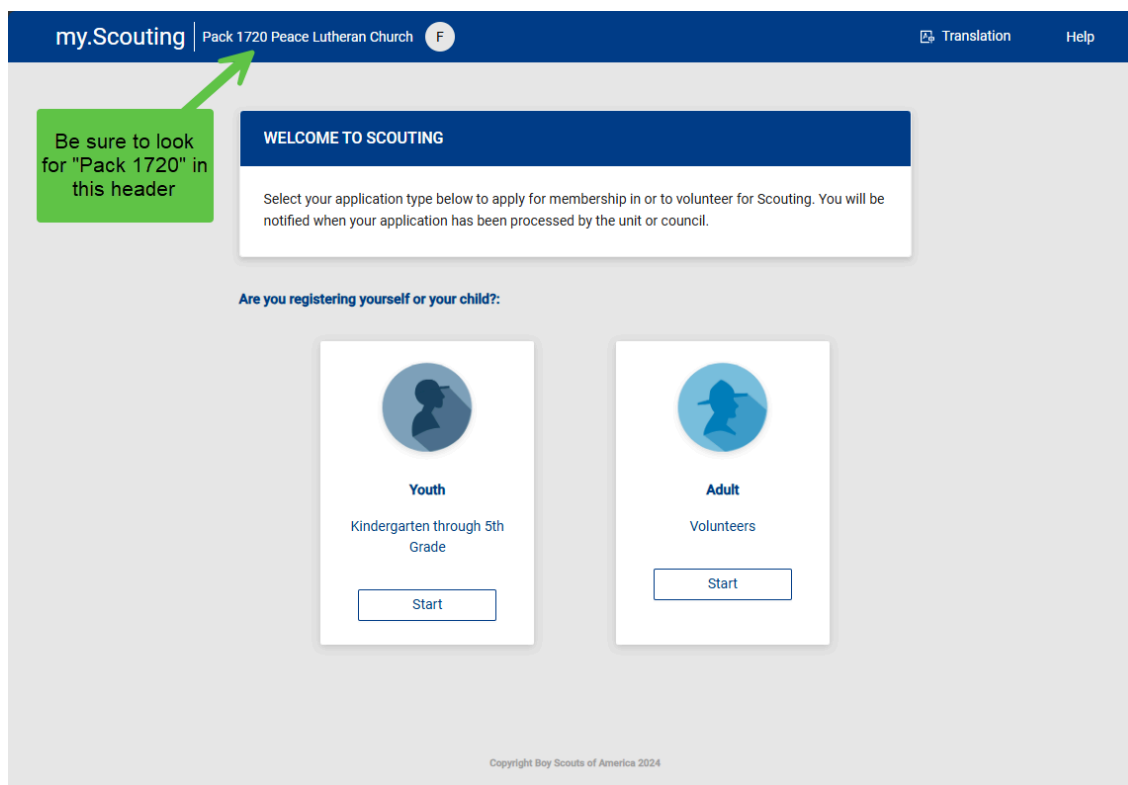 my.Scouting Pack 1720 Peace Lutheran Church F Translation Help
Be sure to look
for "Pack 1720" in
this header
WELCOME TO SCOUTING
Select your application type below to apply for membership in or to volunteer for Scouting. You will be
notified when your application has been processed by the unit or council.
Are you registering yourself or your child?:
Youth
Kindergarten through 5th
Grade
Start
Adult
Volunteers
Start
Copyright Boy Scouts of America 2024